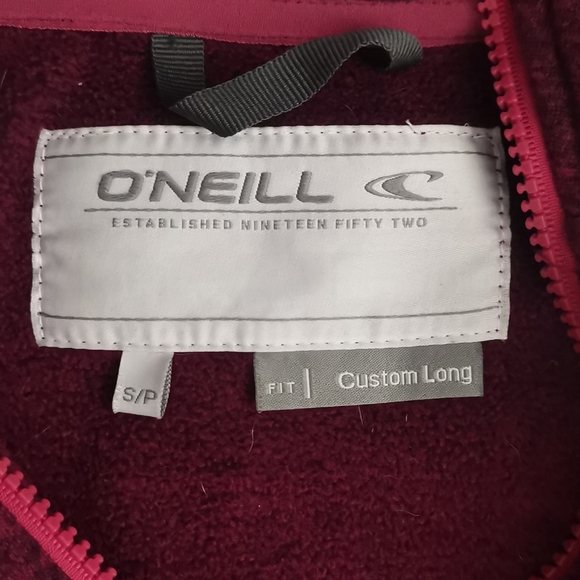 O'NEILL
ESTABLISHED NINETEEN FIFTY TWO
S/P
FIT | Custom Long